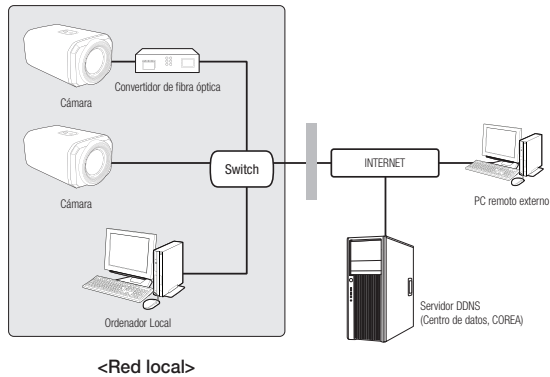 Convertidor de fibra óptica
Cámara
Switch
INTERNET
Cámara
PC remoto externo
Ordenador Local
Servidor DDNS
(Centro de datos, COREA)
<Red local>